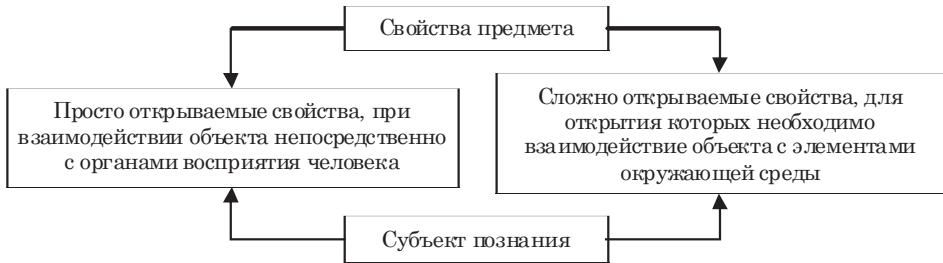 Свойства предмета
Просто открываемые свойства, при
взаимодействии объекта непосредственно
с органами восприятия человека
Сложно открываемые свойства, для
открытия которых необходимо
взаимодействие объекта с элементами
окружающей среды
Субъект познания